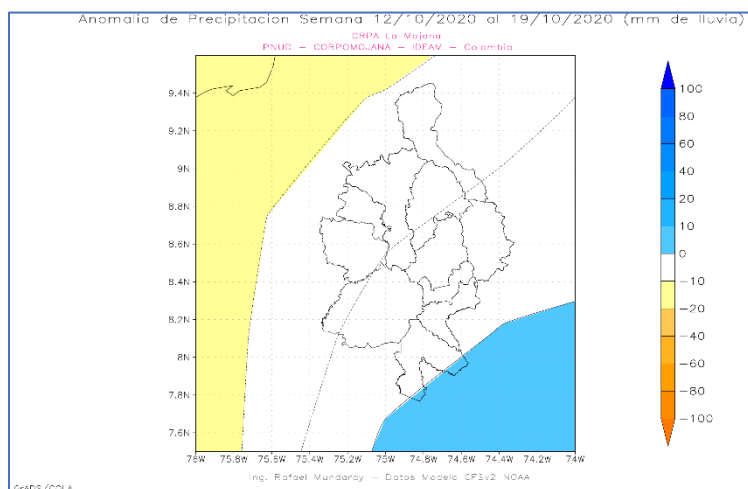 Anomalia de Precipitacion Semana 12/10/2020 al 19/10/2020 (mm de lluvia)
CRPA La Mojana
PNUD – CORPOMOJANA – IDEAM – Colombia
9.4N
9.2N
9N
8.8N
8.6N
8.4N
8.2N
8N
7.8N
7.6N
76W 75.8W 75.6W 75.4W 75.2W 75W 74.8W 74.6W 74.4W 74.2W 74W
100
80
60
40
20
10
0
−10
−20
−40
−60
−80
−100
Ing. Rafael Mundaray – Datos Modelo CFSv2 NOAA
GrADS/COLA